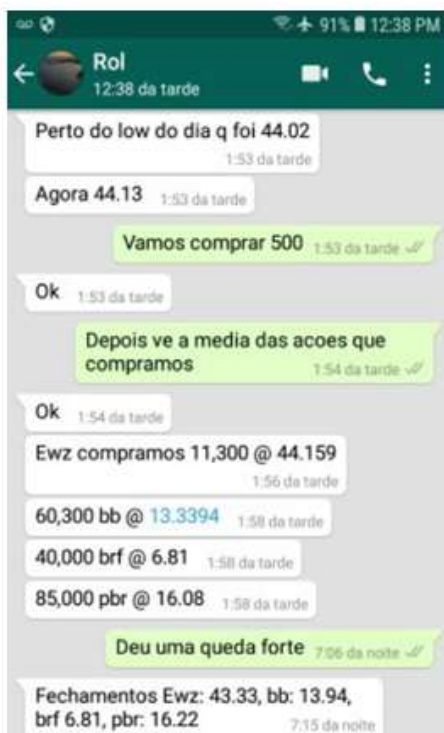 91% 12:38 PM
Rol
12:38 da tarde
Perto do low do dia q foi 44.02
1:53 da tarde
Agora 44.13 1:53 da tarde
Vamos comprar 500 1:53 da tarde
Ok 1:53 da tarde
Depois ve a media das acoes que
compramos 1:54 da tarde
Ok 1:54 da tarde
Ewz compramos 11,300 @ 44.159
1:56 da tarde
60,300 bb @ 13.3394 1:58 da tarde
40,000 brf @ 6.81 1:58 da tarde
85,000 pbr @ 16.08 1:58 da tarde
Deu uma queda forte 7:06 da noite
Fechamentos Ewz: 43.33, bb: 13.94,
brf 6.81, pbr: 16.22 7:15 da noite